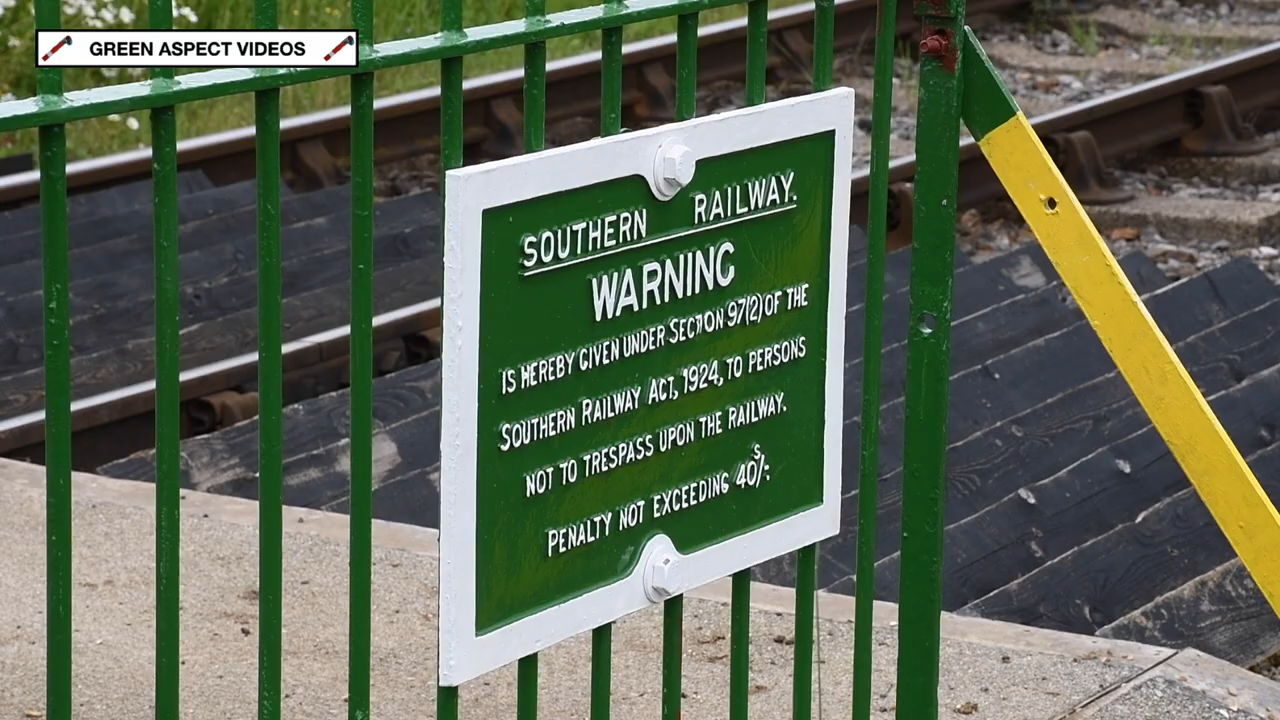 GREEN ASPECT VIDEOS
SOUTHERN RAILWAY.
WARNING
IS HEREBY GIVEN UNDER SECTION 97(2) OF THE
SOUTHERN RAILWAY ACT, 1924, TO PERSONS
NOT TO TRESPASS UPON THE RAILWAY.
PENALTY NOT EXCEEDING 40S/-.